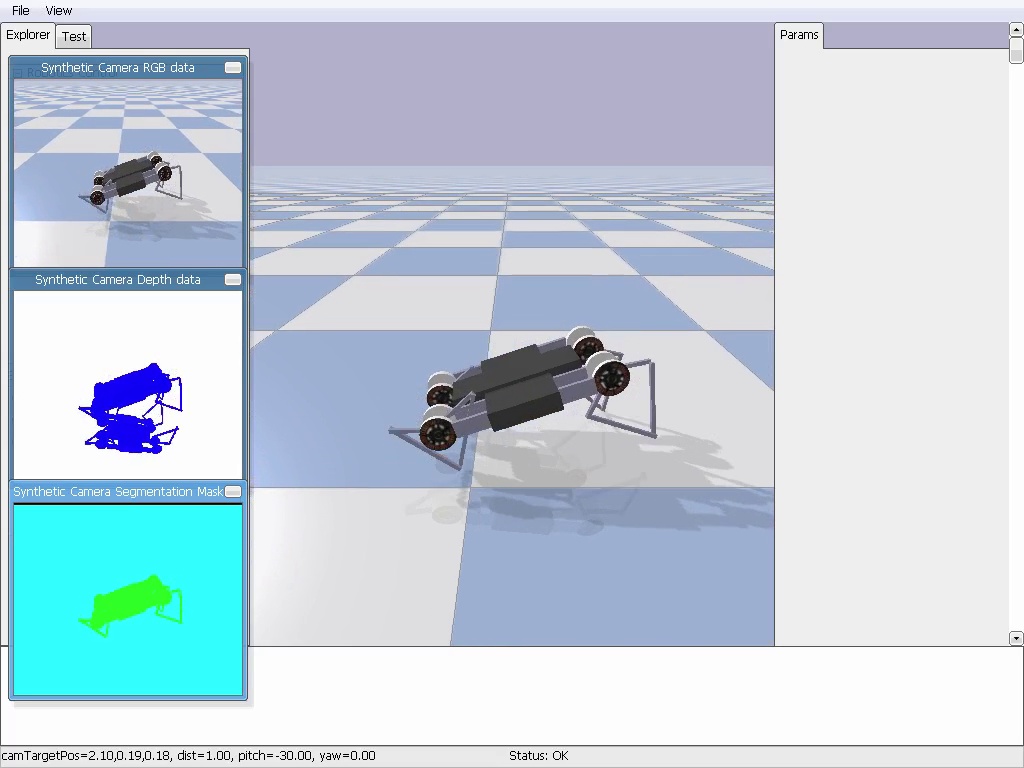 File View
Explorer Test
Params
Synthetic Camera RGB data
Synthetic Camera Depth data
Synthetic Camera Segmentation Mask
camTargetPos=2.10,0.19,0.18, dist=1.00, pitch=-30.00, yaw=0.00 Status: OK